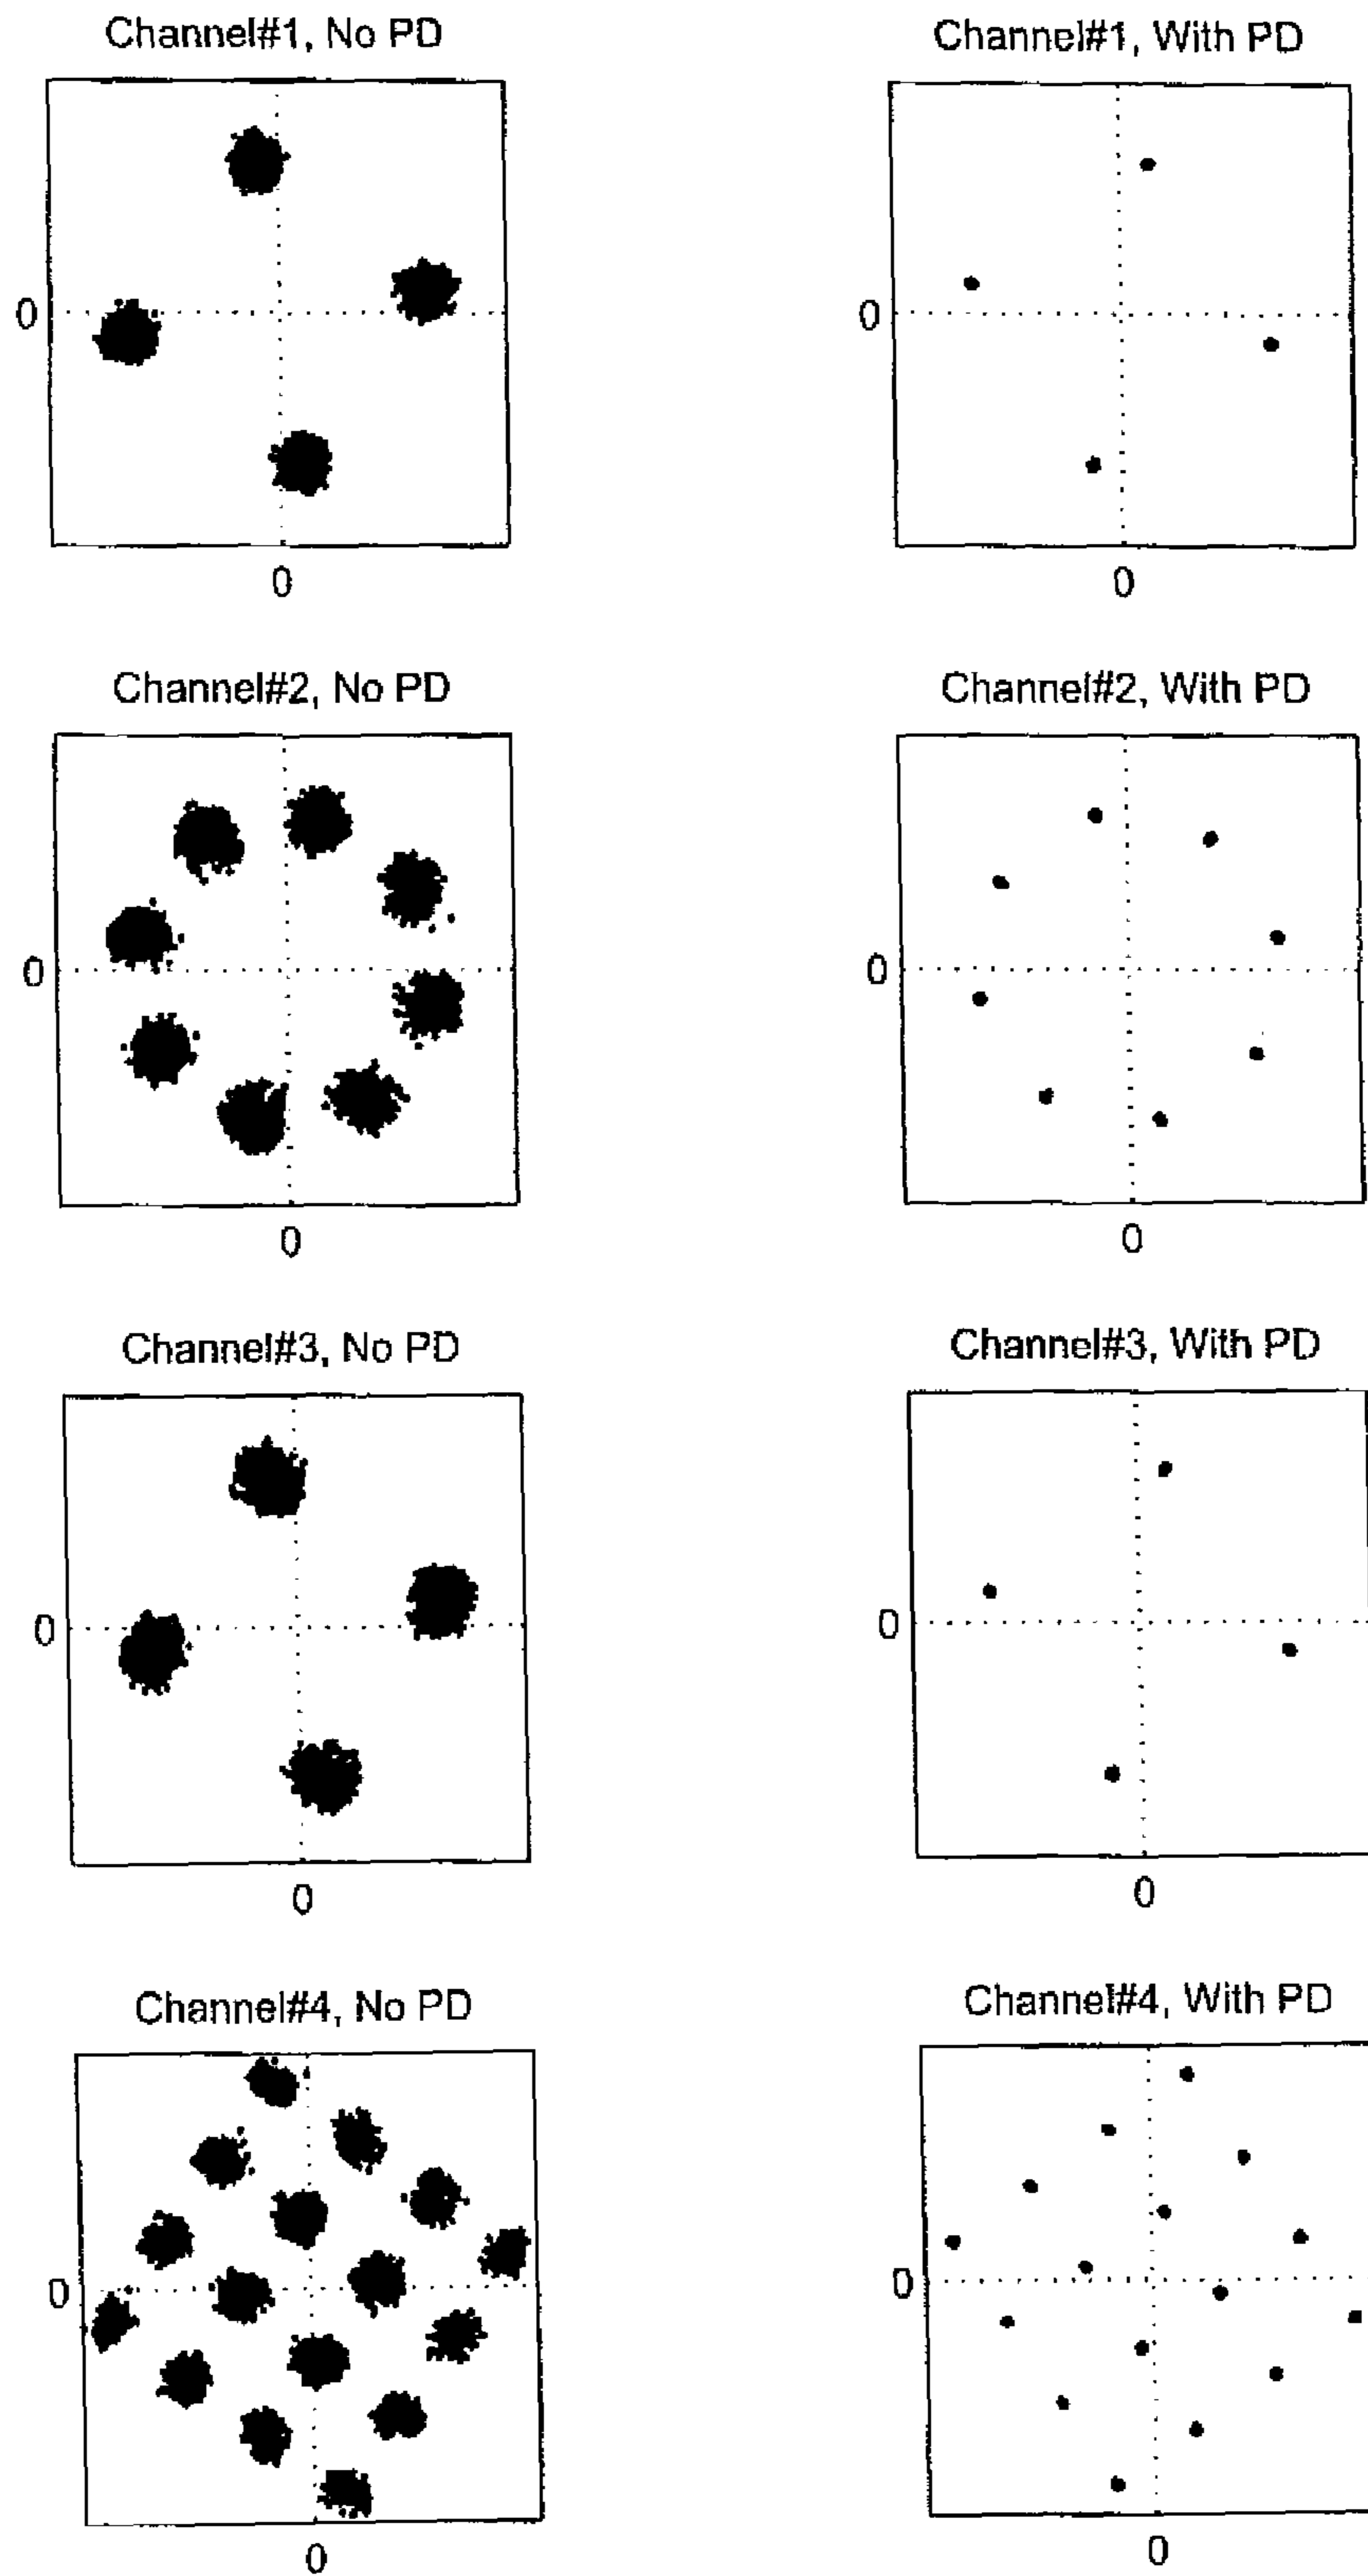 Channel#1, No PD
Channel#1, With PD
0
0
0
0
Channel#2, No PD
Channel#2, With PD
0
0
0
0
Channel#3, No PD
Channel#3, With PD
0
0
0
0
Channel#4, No PD
Channel#4, With PD
0
0
0
0